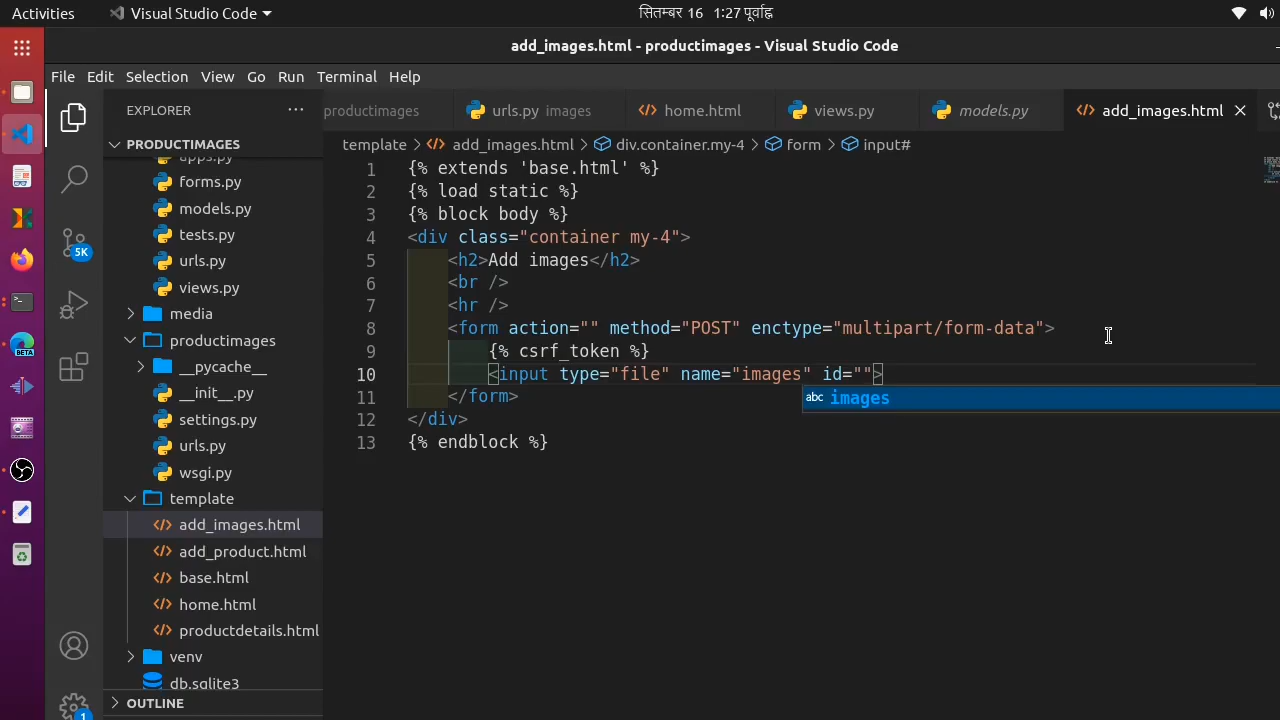 Activities Visual Studio Code सितम्बर 16 1:27 पूर्वाह्न
add_images.html - productimages - Visual Studio Code
File Edit Selection View Go Run Terminal Help
EXPLORER ... productimages urls.py images home.html views.py models.py add_images.html
PRODUCTIMAGES template > add_images.html > div.container.my-4 > form > input#
apps.py
forms.py
models.py
tests.py
urls.py
views.py
media
productimages
__pycache__
__init__.py
settings.py
urls.py
wsgi.py
template
add_images.html
add_product.html
base.html
home.html
productdetails.html
venv
db.sqlite3
OUTLINE
5K
1
1 {% extends 'base.html' %}
2 {% load static %}
3 {% block body %}
4 <div class="container my-4">
5 <h2>Add images</h2>
6 <br />
7 <hr />
8 <form action="" method="POST" enctype="multipart/form-data">
9 {% csrf_token %}
10 <input type="file" name="images" id="">
11 </form>
abc images
12 </div>
13 {% endblock %}